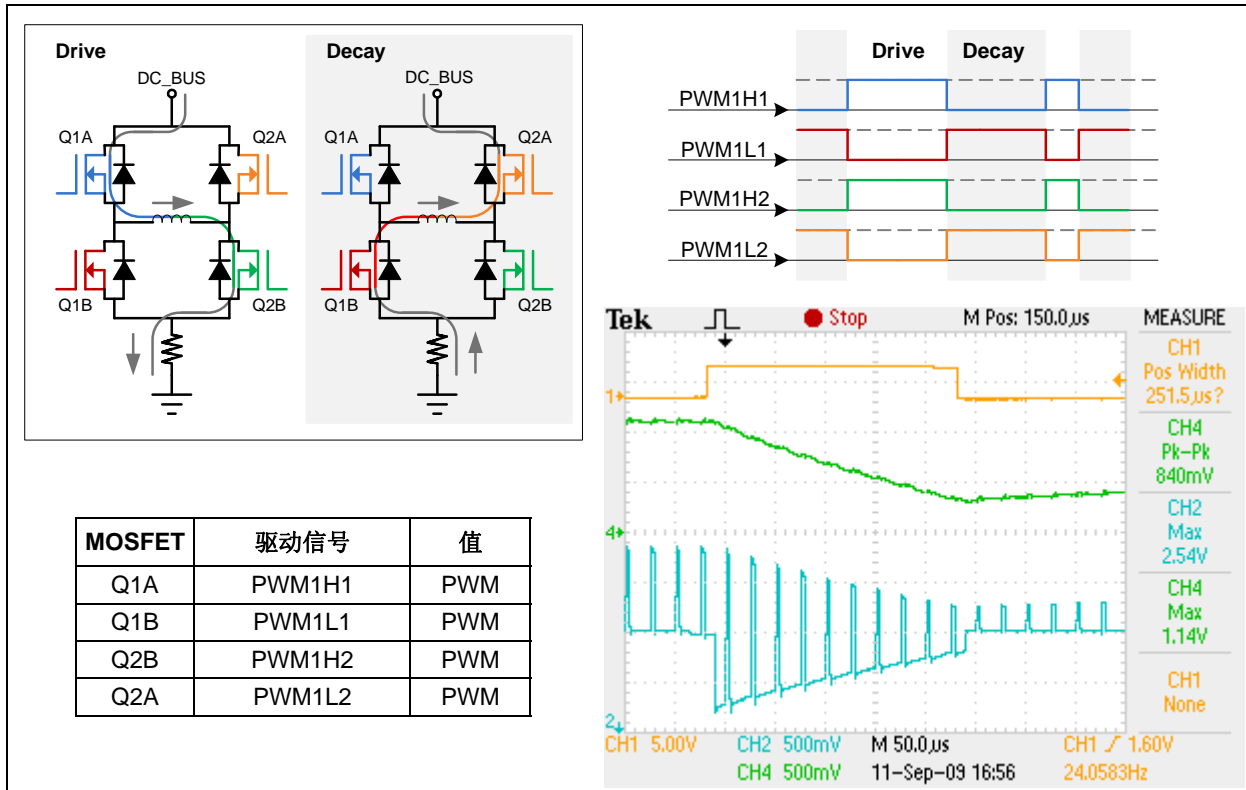 Drive
Decay
DC_BUS
DC_BUS
Q1A
Q2A
Q1A
Q2A
Q1B
Q2B
Q1B
Q2B
Drive
Decay
PWM1H1
PWM1L1
PWM1H2
PWM1L2
MOSFET 驱动信号 值
Q1A PWM1H1 PWM
Q1B PWM1L1 PWM
Q2B PWM1H2 PWM
Q2A PWM1L2 PWM
Tek Stop M Pos: 150.0µs MEASURE
CH1
Pos Width
251.5µs?
CH4
Pk-Pk
840mV
CH2
Max
2.54V
CH4
Max
1.14V
CH1
None
1
4
2
CH1 5.00V CH2 500mV M 50.0µs CH1 1.60V
CH4 500mV 11-Sep-09 16:56 24.0583Hz